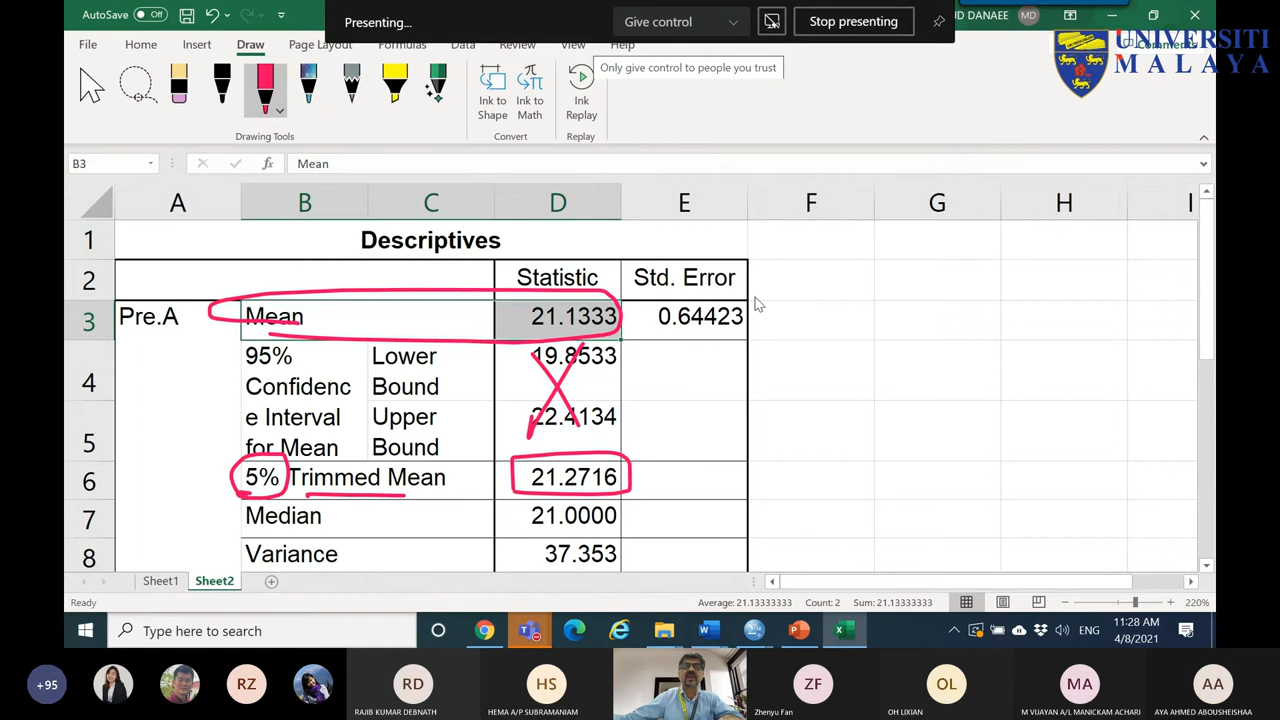 AutoSave Off
Presenting...
Give control
Stop presenting
UD DANAEE MD
UNIVERSITI
MALAYA
File Home Insert Draw Page Layout Formulas Data Review View Help
Comments
Only give control to people you trust
Ink to Shape
Ink to Math
Ink Replay
Drawing Tools
Convert
Replay
B3
fx
Mean
A B C D E F G H I
1 Descriptives
2 Statistic Std. Error
3 Pre.A Mean 21.1333 0.64423
95% Lower 19.8533
4 Confidenc Bound
e Interval Upper 22.4134
5 for Mean Bound
6 5% Trimmed Mean 21.2716
7 Median 21.0000
8 Variance 37.353
Sheet1 Sheet2
Ready
Average: 21.13333333 Count: 2 Sum: 21.13333333
220%
Type here to search
ENG
11:28 AM
4/8/2021
+95
RZ
RD
RAJIB KUMAR DEBNATH
HS
HEMA A/P SUBRAMANIAM
ZF
Zhenyu Fan
OL
OH LIXIAN
MA
M VIJAYAN A/L MANICKAM ACHARI
AA
AYA AHMED ABOUSHEISHAA